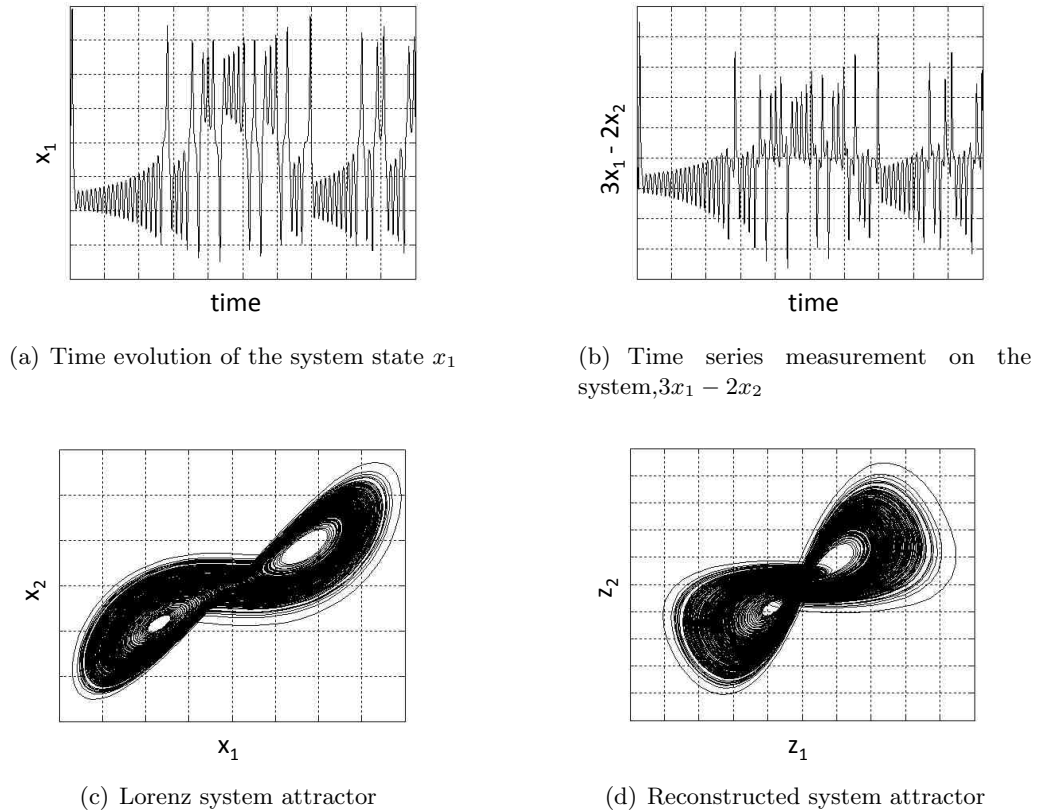 x₁
time
(a) Time evolution of the system state x₁
3x₁ - 2x₂
time
(b) Time series measurement on the
system,3x₁ − 2x₂
x₂
x₁
(c) Lorenz system attractor
z₂
z₁
(d) Reconstructed system attractor